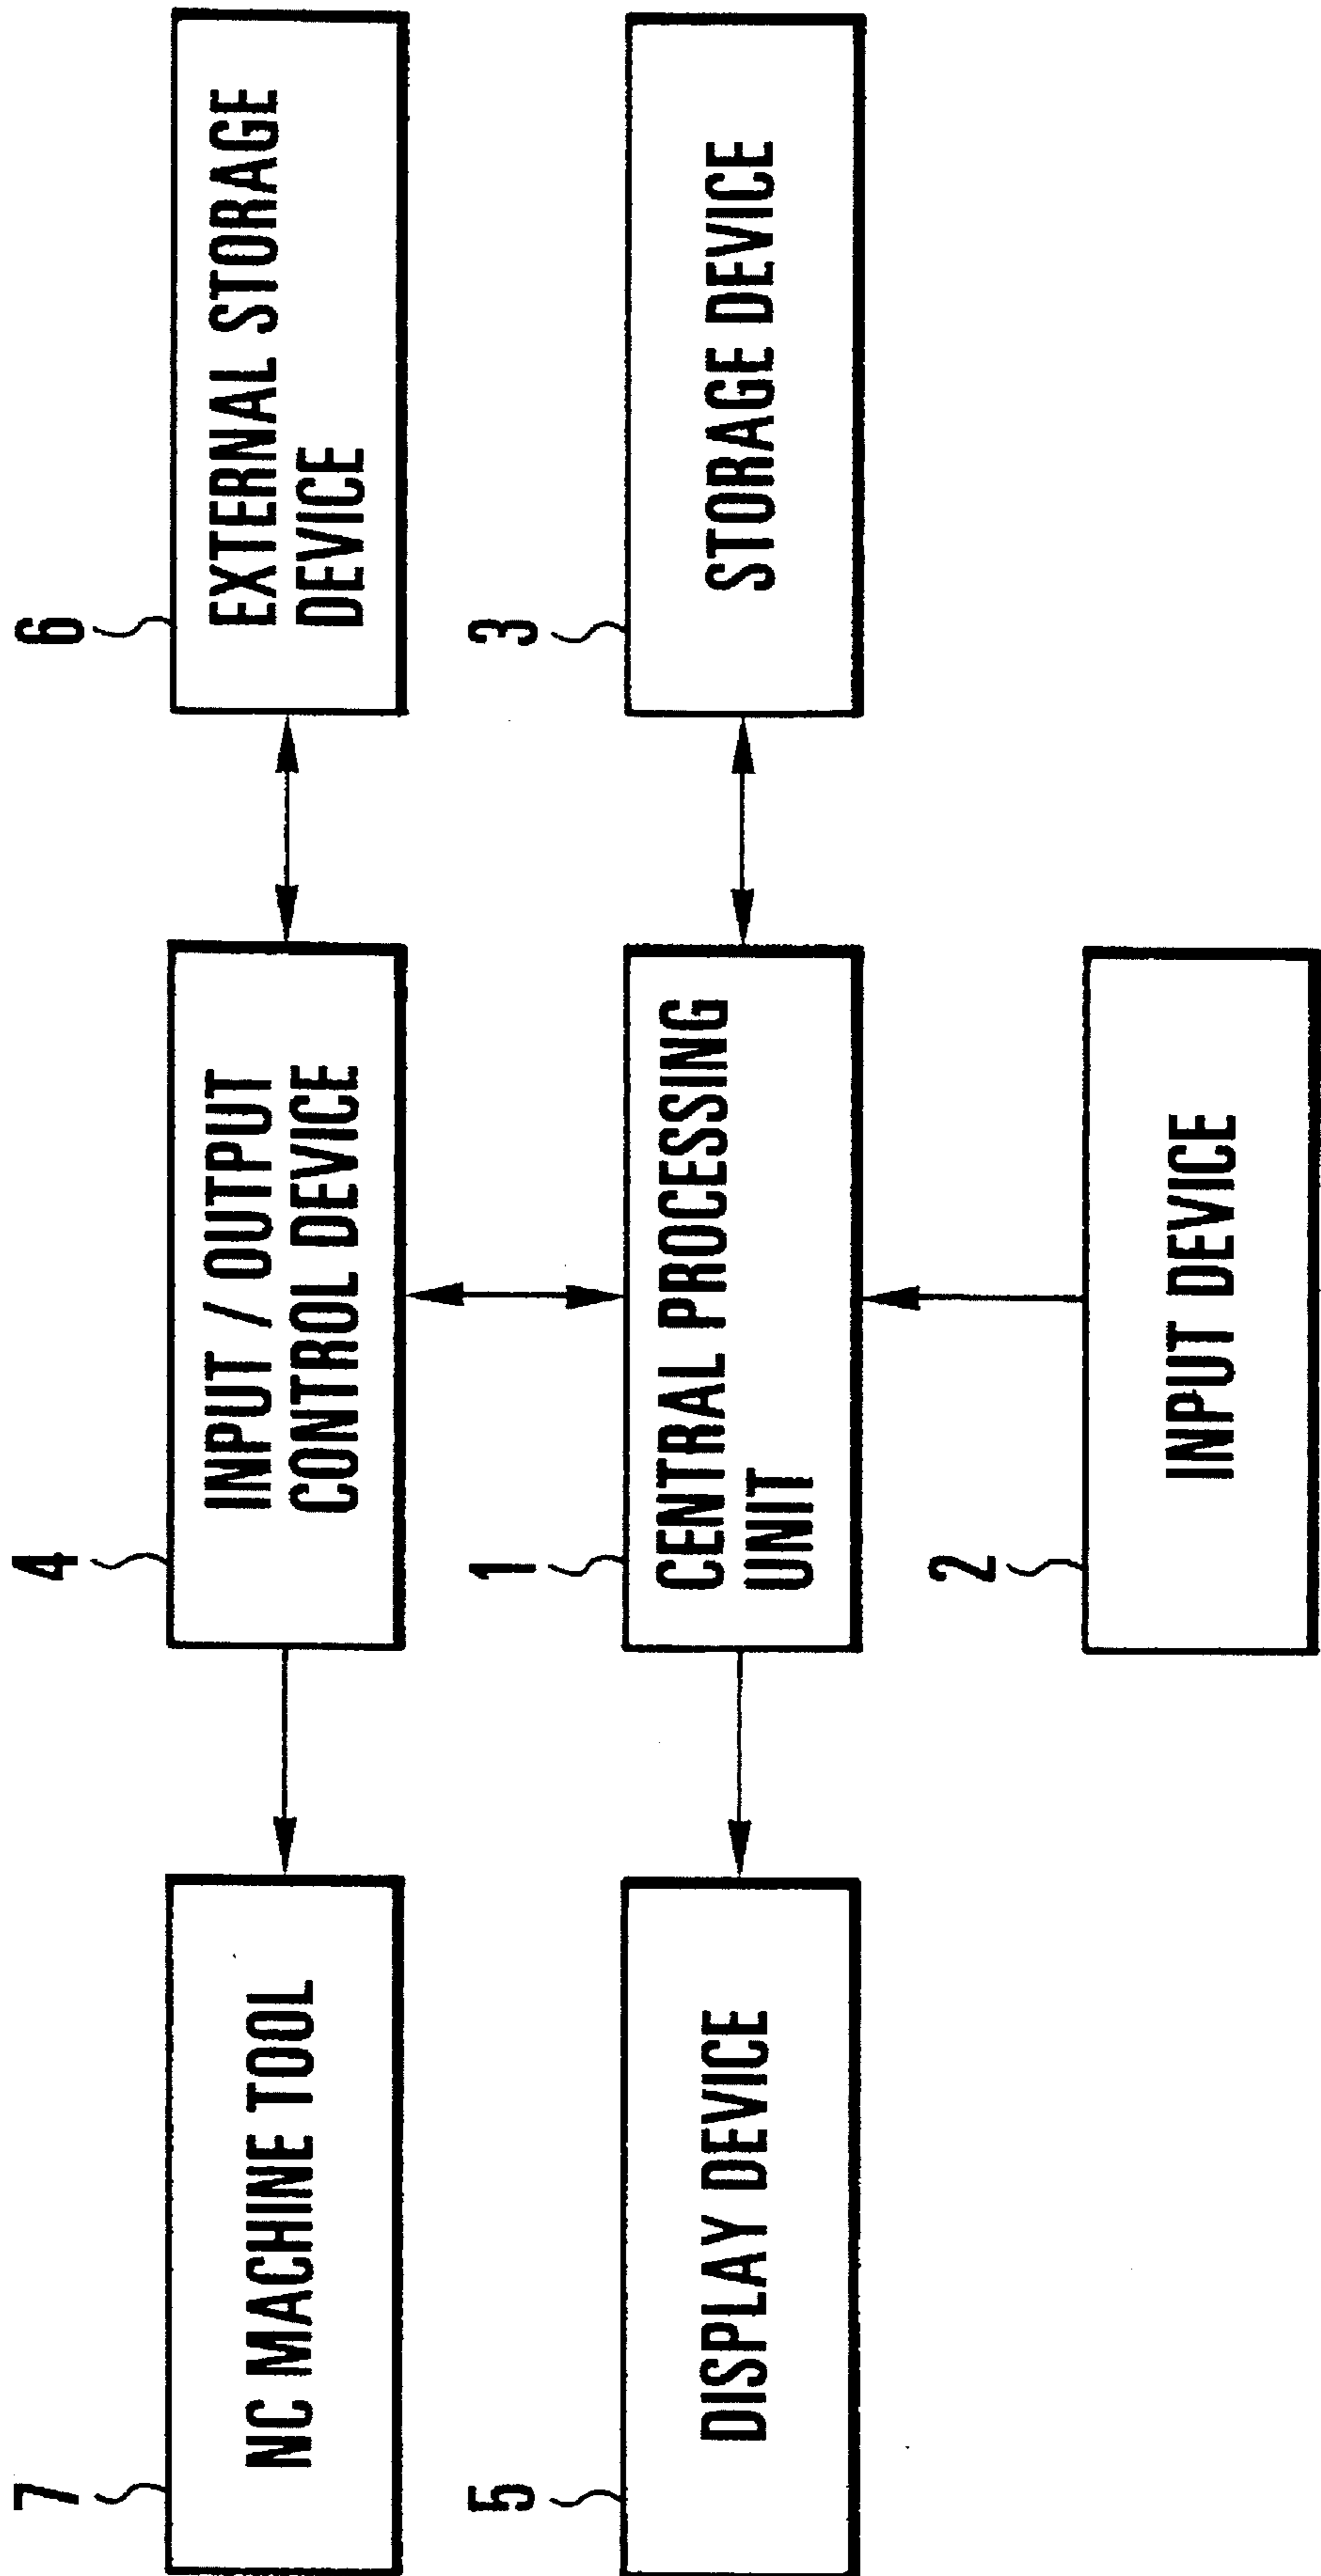 7
NC MACHINE TOOL
4
INPUT / OUTPUT
CONTROL DEVICE
6
EXTERNAL STORAGE
DEVICE
5
DISPLAY DEVICE
1
CENTRAL PROCESSING
UNIT
3
STORAGE DEVICE
2
INPUT DEVICE